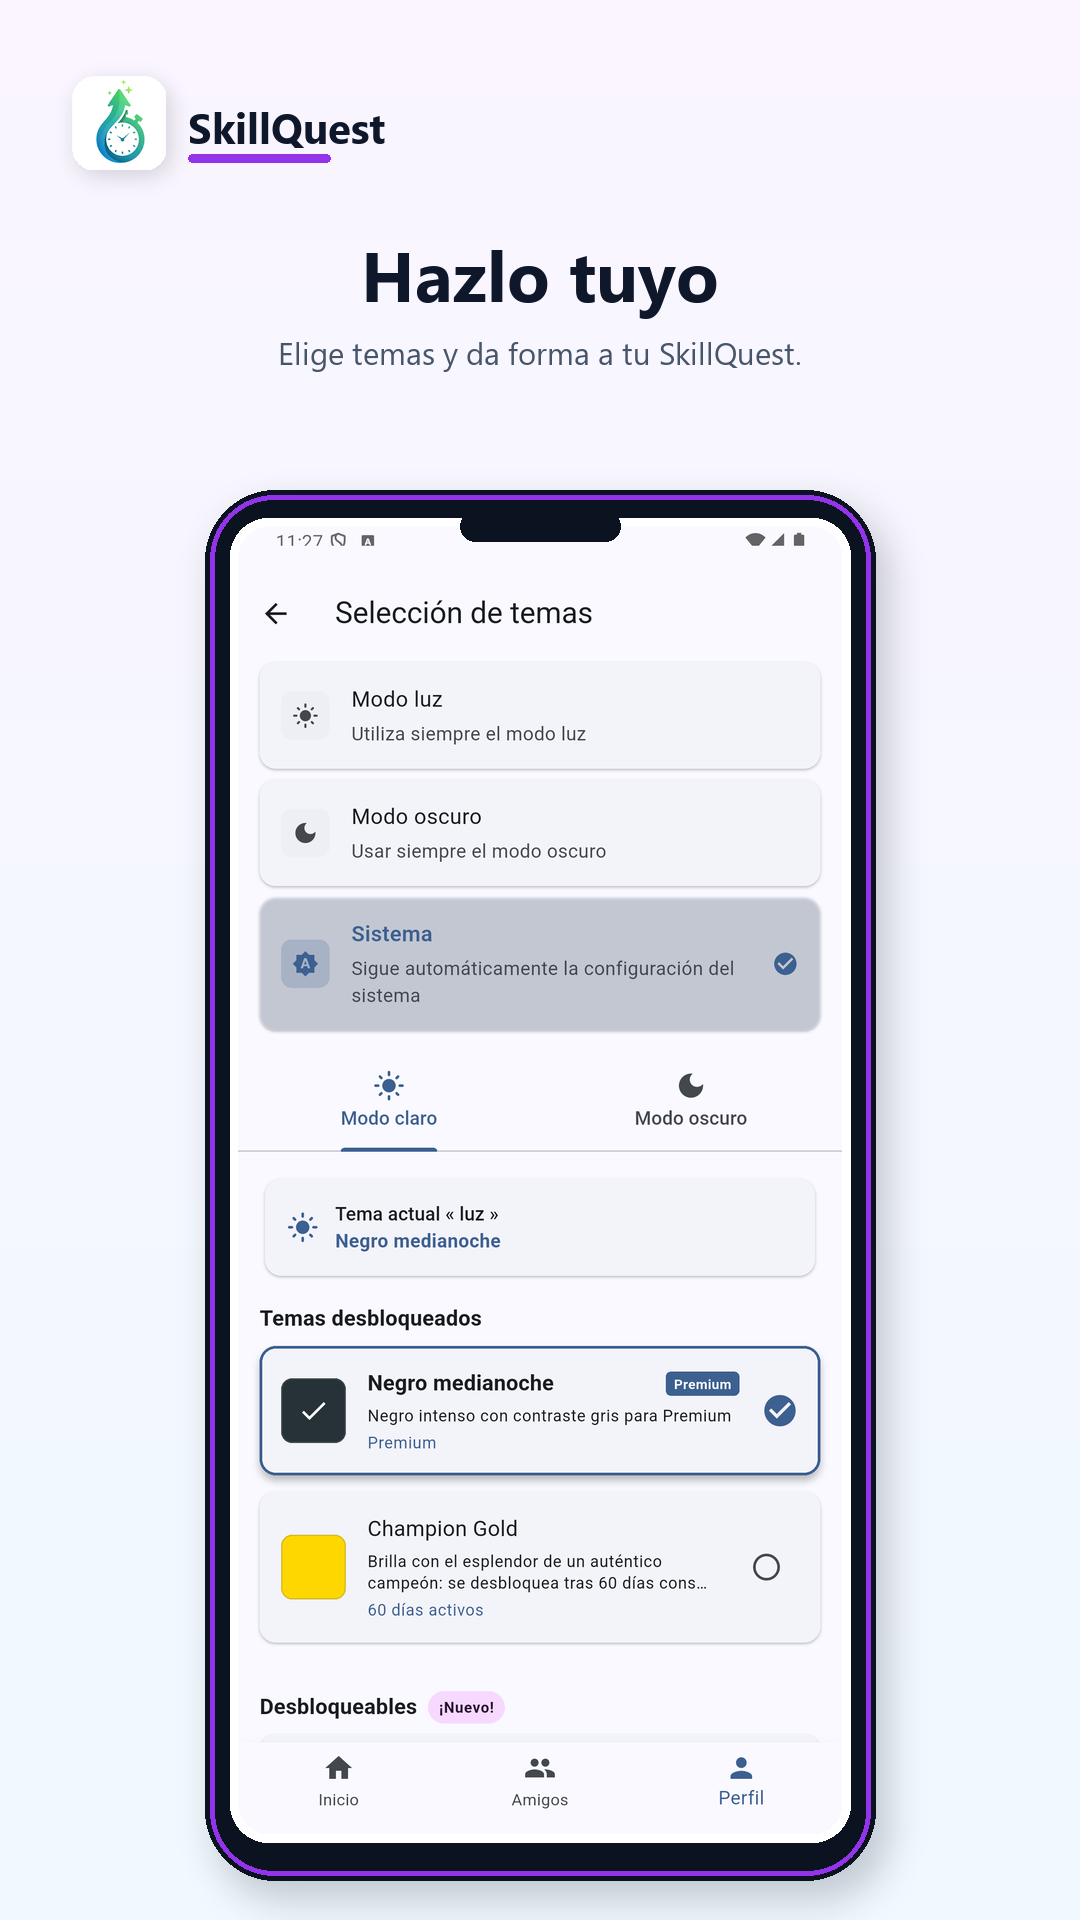 SkillQuest
Hazlo tuyo
Elige temas y da forma a tu SkillQuest.
11:27
Selección de temas
Modo luz
Utiliza siempre el modo luz
Modo oscuro
Usar siempre el modo oscuro
A
Sistema
Sigue automáticamente la configuración del
sistema
Modo claro
Modo oscuro
Tema actual « luz »
Negro medianoche
Temas desbloqueados
Negro medianoche
Premium
Negro intenso con contraste gris para Premium
Premium
Champion Gold
Brilla con el esplendor de un auténtico
campeón: se desbloquea tras 60 días cons...
60 días activos
Desbloqueables
¡Nuevo!
Inicio
Amigos
Perfil